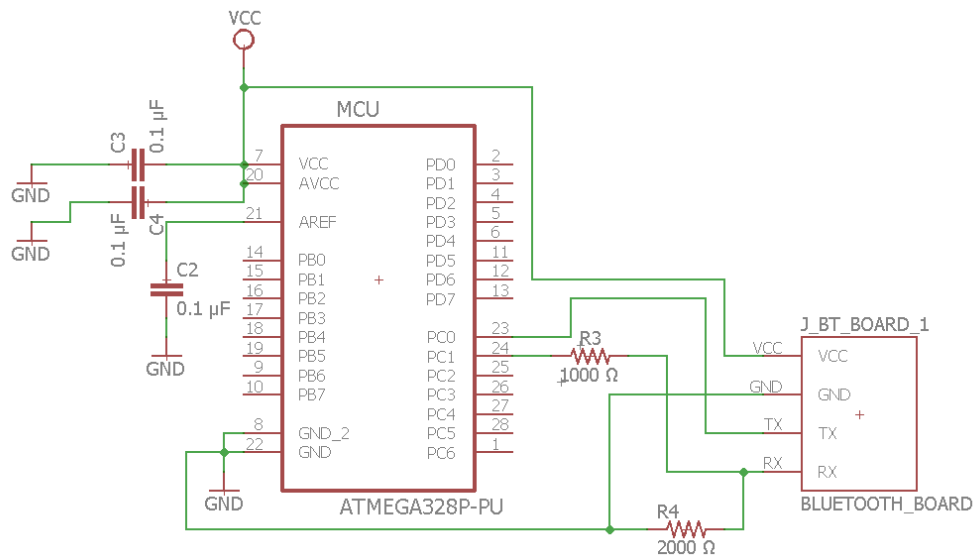 VCC
MCU
C3
0.1 µF
7
VCC
20
AVCC
GND
21
AREF
0.1 µF
C4
GND
14
PB0
15
PB1
16
PB2
17
PB3
18
PB4
19
PB5
9
PB6
10
PB7
C2
0.1 µF
GND
8
GND_2
22
GND
GND
PD0
2
PD1
3
PD2
4
PD3
5
PD4
6
PD5
11
PD6
12
PD7
13
PC0
23
PC1
24
PC2
25
PC3
26
PC4
27
PC5
28
PC6
1
ATMEGA328P-PU
R3
1000 Ω
R4
2000 Ω
J_BT_BOARD_1
VCC
VCC
GND
GND
TX
TX
RX
RX
BLUETOOTH_BOARD